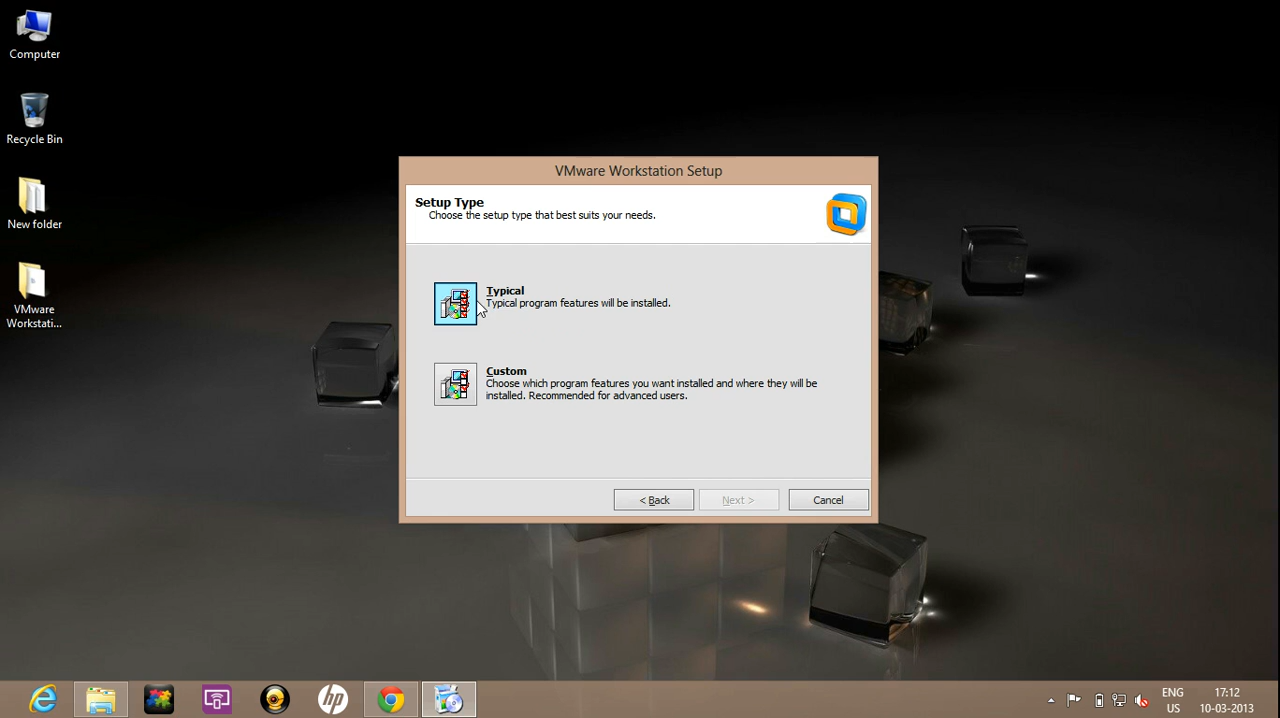 Computer
Recycle Bin
New folder
VMware
Workstati...
VMware Workstation Setup
Setup Type
Choose the setup type that best suits your needs.
Typical
Typical program features will be installed.
Custom
Choose which program features you want installed and where they will be
installed. Recommended for advanced users.
< Back
Next >
Cancel
hp
ENG
US
17:12
10-03-2013